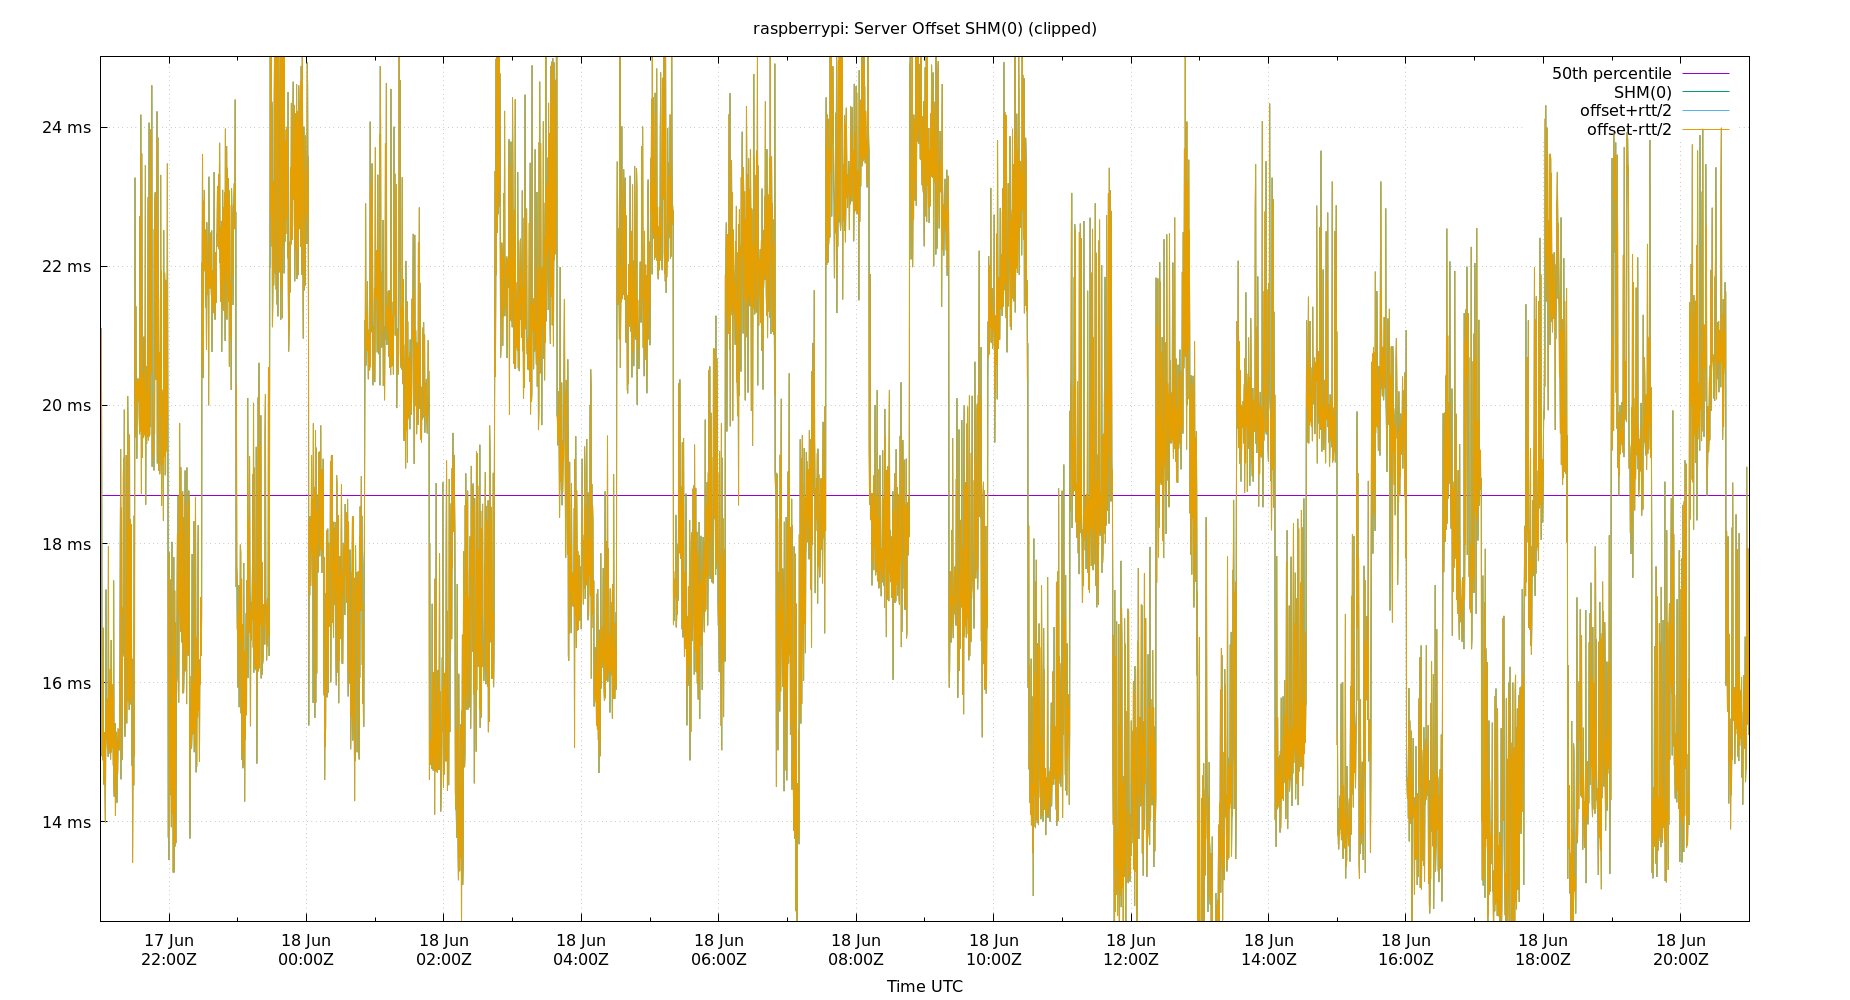 raspberrypi: Server Offset SHM(0) (clipped)
50th percentile
SHM(0)
offset+rtt/2
offset-rtt/2
24 ms
22 ms
20 ms
18 ms
16 ms
14 ms
17 Jun 18 Jun 18 Jun 18 Jun 18 Jun 18 Jun 18 Jun 18 Jun 18 Jun 18 Jun 18 Jun 18 Jun
22:00Z 00:00Z 02:00Z 04:00Z 06:00Z 08:00Z 10:00Z 12:00Z 14:00Z 16:00Z 18:00Z 20:00Z
Time UTC